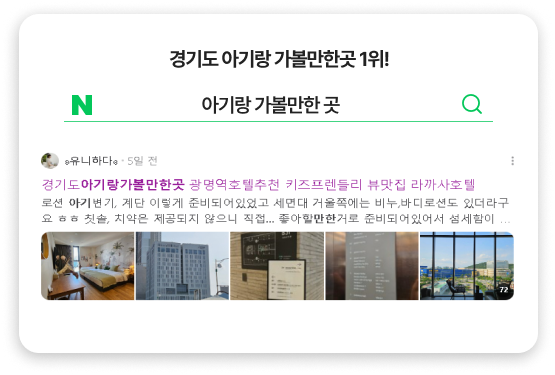 경기도 아기랑 가볼만한곳 1위!
N 아기랑 가볼만한 곳
๑유니하다๑ · 5일 전
경기도아기랑가볼만한곳 광명역호텔추천 키즈프렌들리 뷰맛집 라까사호텔
로션 아기변기, 계단 이렇게 준비되어있었고 세면대 거울쪽에는 비누,바디로션도 있더라구
요 ㅎㅎ 칫솔, 치약은 제공되지 않으니 직접... 좋아할만한거로 준비되어있어서 섬세함이 ...
72